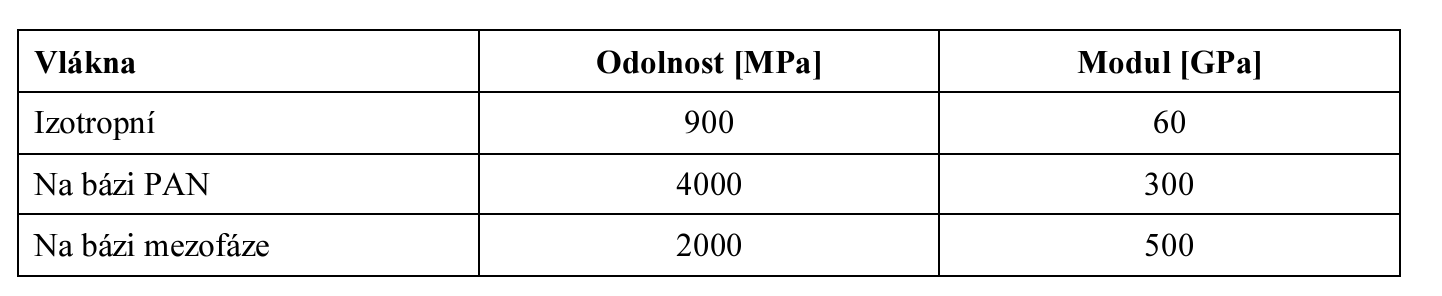 Vlákna Odolnost [MPa] Modul [GPa]
Izotropní 900 60
Na bázi PAN 4000 300
Na bázi mezofáze 2000 500